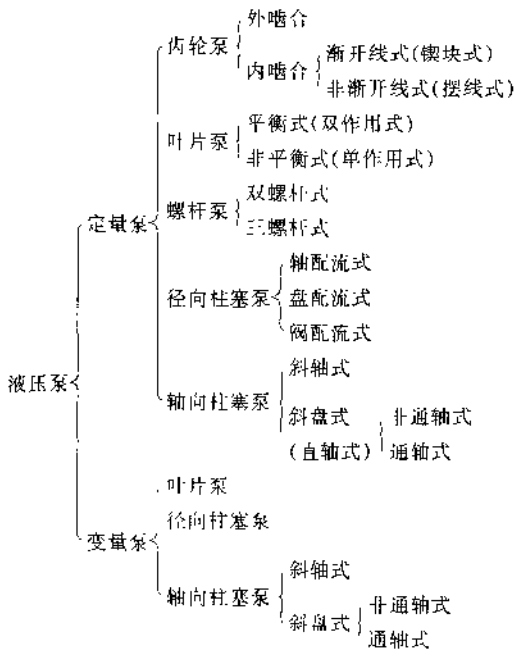 外啮合
齿轮泵
渐开线式(锲块式)
内啮合
非渐开线式(摆线式)
平衡式(双作用式)
叶片泵
非平衡式(单作用式)
双螺杆式
螺杆泵
三螺杆式
定量泵
轴配流式
径向柱塞泵
盘配流式
阀配流式
斜轴式
液压泵
轴向柱塞泵
斜盘式
非通轴式
(直轴式)
通轴式
叶片泵
径向柱塞泵
变量泵
斜轴式
轴向柱塞泵
非通轴式
斜盘式
通轴式